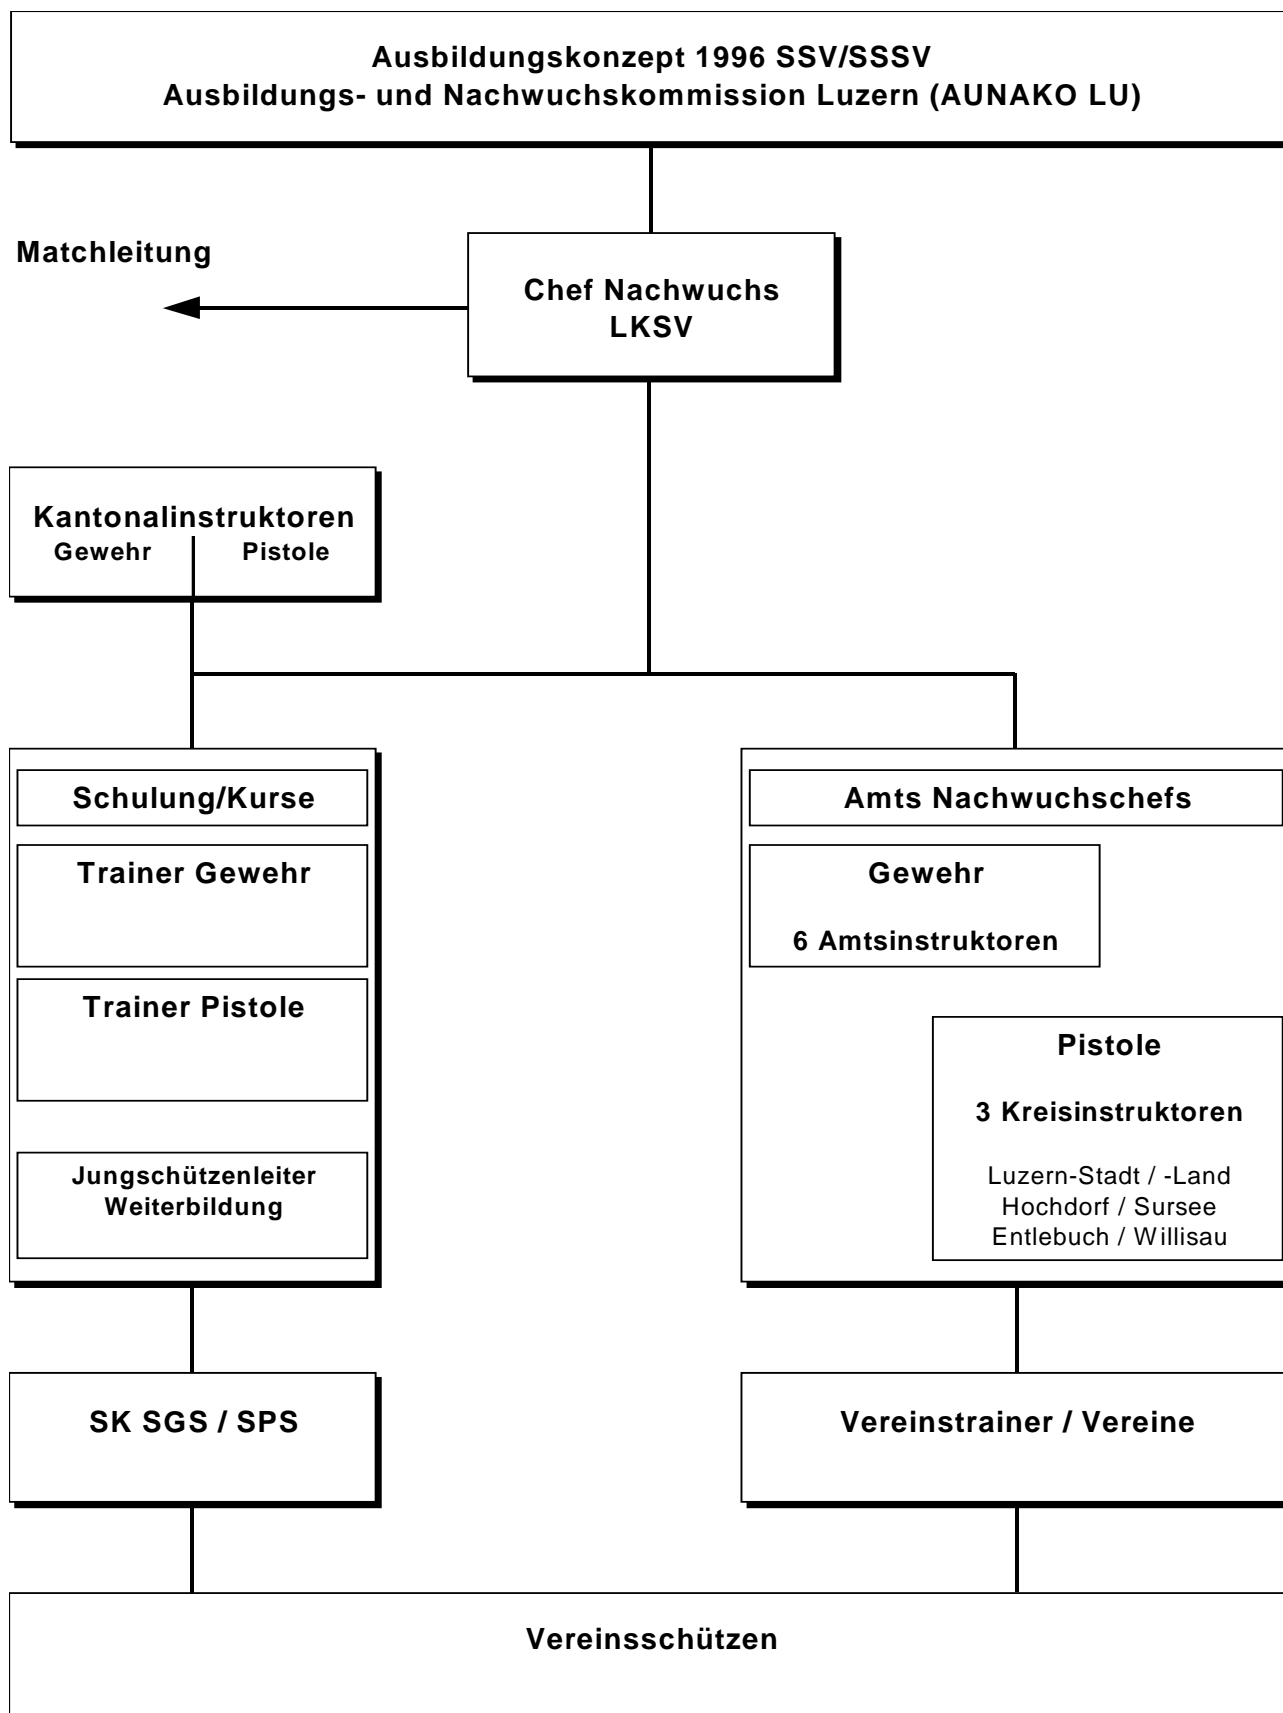 Ausbildungskonzept 1996 SSV/SSSV
Ausbildungs- und Nachwuchskommission Luzern (AUNAKO LU)
Matchleitung
Chef Nachwuchs
LKSV
Kantonalinstruktoren
Gewehr Pistole
Schulung/Kurse
Trainer Gewehr
Trainer Pistole
Jungschützenleiter
Weiterbildung
Amts Nachwuchschefs
Gewehr
6 Amtsinstruktoren
Pistole
3 Kreisinstruktoren
Luzern-Stadt / -Land
Hochdorf / Sursee
Entlebuch / Willisau
SK SGS / SPS
Vereinstrainer / Vereine
Vereinsschützen